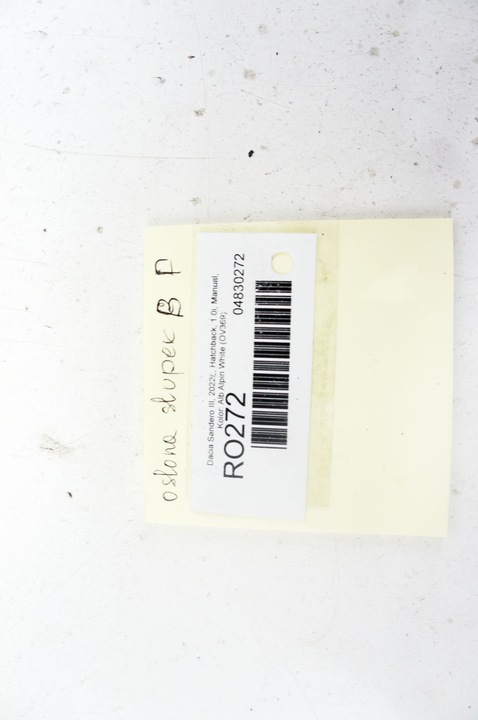 osłona słupek B P
Dacia Sandero III, 2022r., Hatchback, 1.0i, Manual,
Kolor: Alb Alpin White (OV369)
RO272
04830272